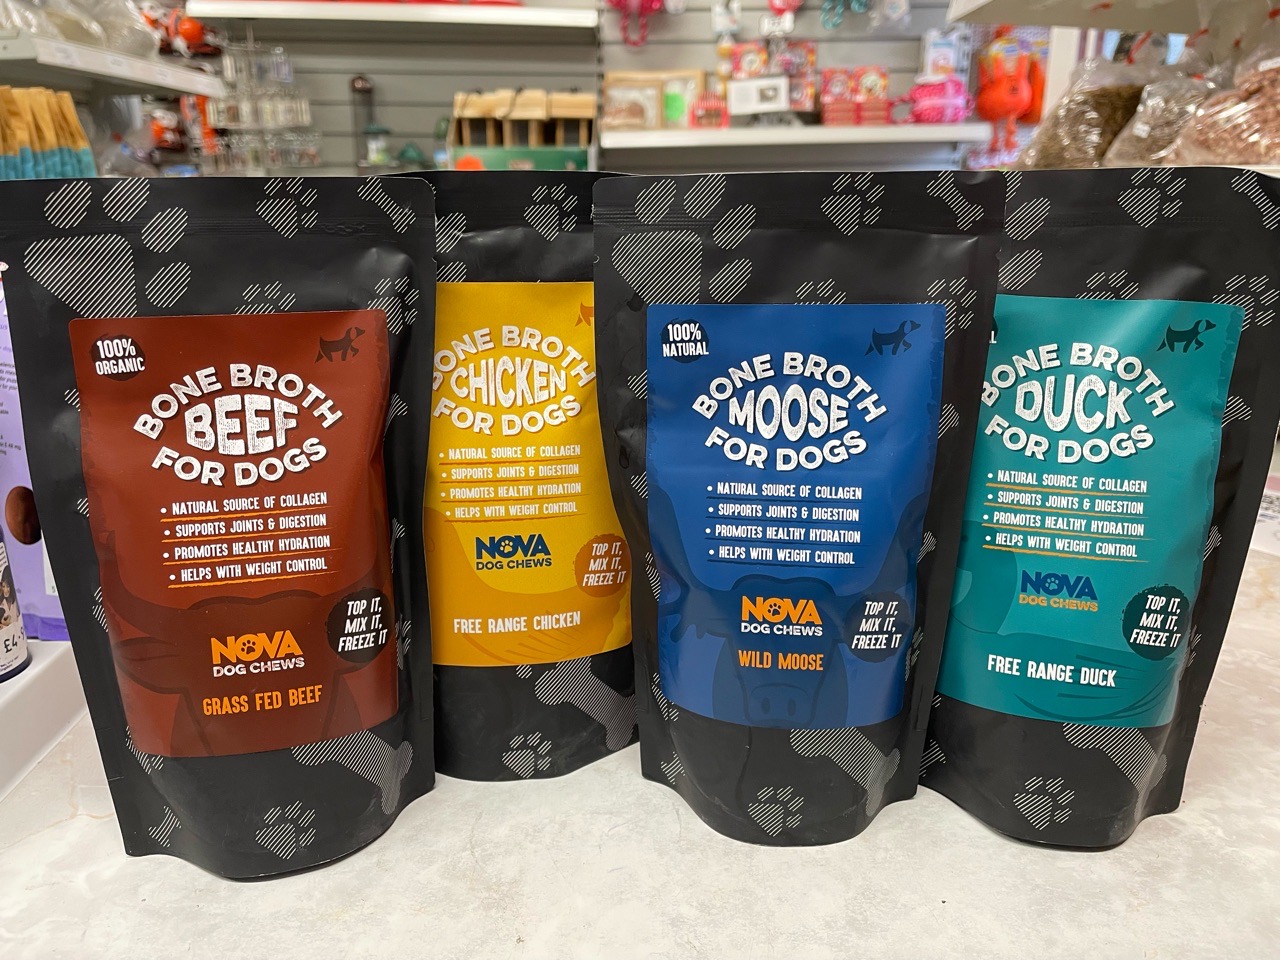 100%
ORGANIC
BONE BROTH
BEEF
FOR DOGS
• NATURAL SOURCE OF COLLAGEN
• SUPPORTS JOINTS & DIGESTION
• PROMOTES HEALTHY HYDRATION
• HELPS WITH WEIGHT CONTROL
TOP IT,
MIX IT,
FREEZE IT
NOVA
DOG CHEWS
GRASS FED BEEF
BONE BROTH
CHICKEN
FOR DOGS
• NATURAL SOURCE OF COLLAGEN
• SUPPORTS JOINTS & DIGESTION
• PROMOTES HEALTHY HYDRATION
• HELPS WITH WEIGHT CONTROL
NOVA
DOG CHEWS
TOP IT,
MIX IT,
FREEZE IT
FREE RANGE CHICKEN
100%
NATURAL
BONE BROTH
MOOSE
FOR DOGS
• NATURAL SOURCE OF COLLAGEN
• SUPPORTS JOINTS & DIGESTION
• PROMOTES HEALTHY HYDRATION
• HELPS WITH WEIGHT CONTROL
NOVA
DOG CHEWS
TOP IT,
MIX IT,
FREEZE IT
WILD MOOSE
BONE BROTH
DUCK
FOR DOGS
• NATURAL SOURCE OF COLLAGEN
• SUPPORTS JOINTS & DIGESTION
• PROMOTES HEALTHY HYDRATION
• HELPS WITH WEIGHT CONTROL
NOVA
DOG CHEWS
TOP IT,
MIX IT,
FREEZE IT
FREE RANGE DUCK